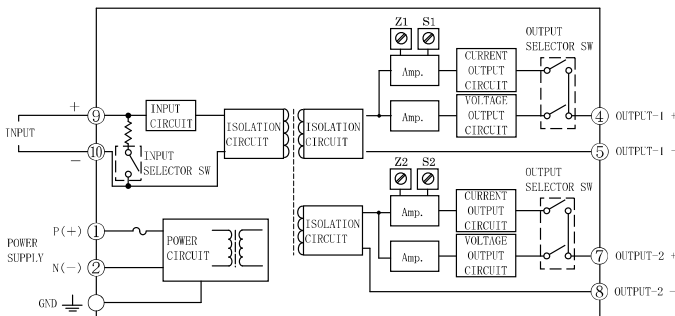 Z1 S1
OUTPUT
SELECTOR SW
Amp.
CURRENT
OUTPUT
CIRCUIT
+
⑨
INPUT
CIRCUIT
ISOLATION
CIRCUIT
ISOLATION
CIRCUIT
Amp.
VOLTAGE
OUTPUT
CIRCUIT
④ OUTPUT-1 +
INPUT
−
⑩
INPUT
SELECTOR SW
⑤ OUTPUT-1 −
Z2 S2
OUTPUT
SELECTOR SW
Amp.
CURRENT
OUTPUT
CIRCUIT
ISOLATION
CIRCUIT
POWER
SUPPLY
P(+) ①
N(−) ②
POWER
CIRCUIT
Amp.
VOLTAGE
OUTPUT
CIRCUIT
⑦ OUTPUT-2 +
⑧ OUTPUT-2 −
GND